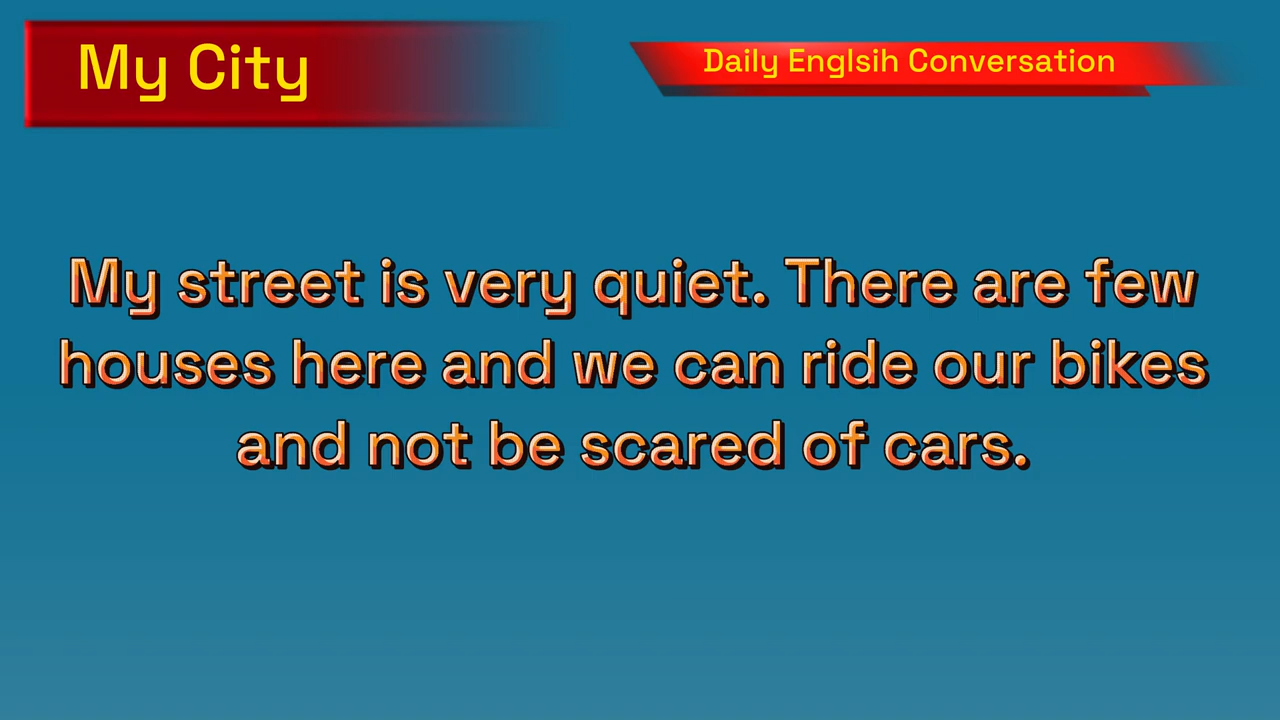 My City
Daily Englsih Conversation
My street is very quiet. There are few
houses here and we can ride our bikes
and not be scared of cars.